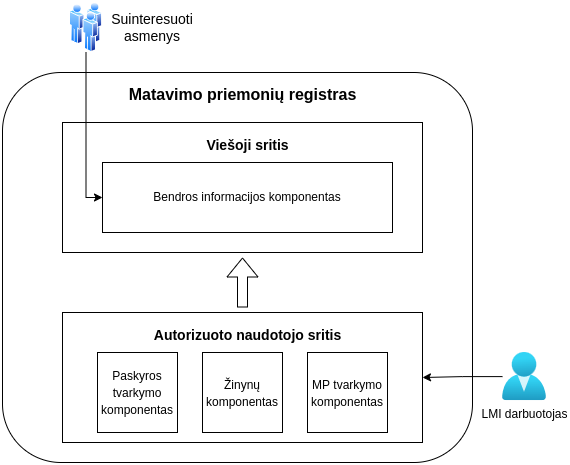 Suinteresuoti
asmenys
Matavimo priemonių registras
Viešoji sritis
Bendros informacijos komponentas
Autorizuoto naudotojo sritis
Paskyros
tvarkymo
komponentas
Žinynų
komponentas
MP tvarkymo
komponentas
LMI darbuotojas